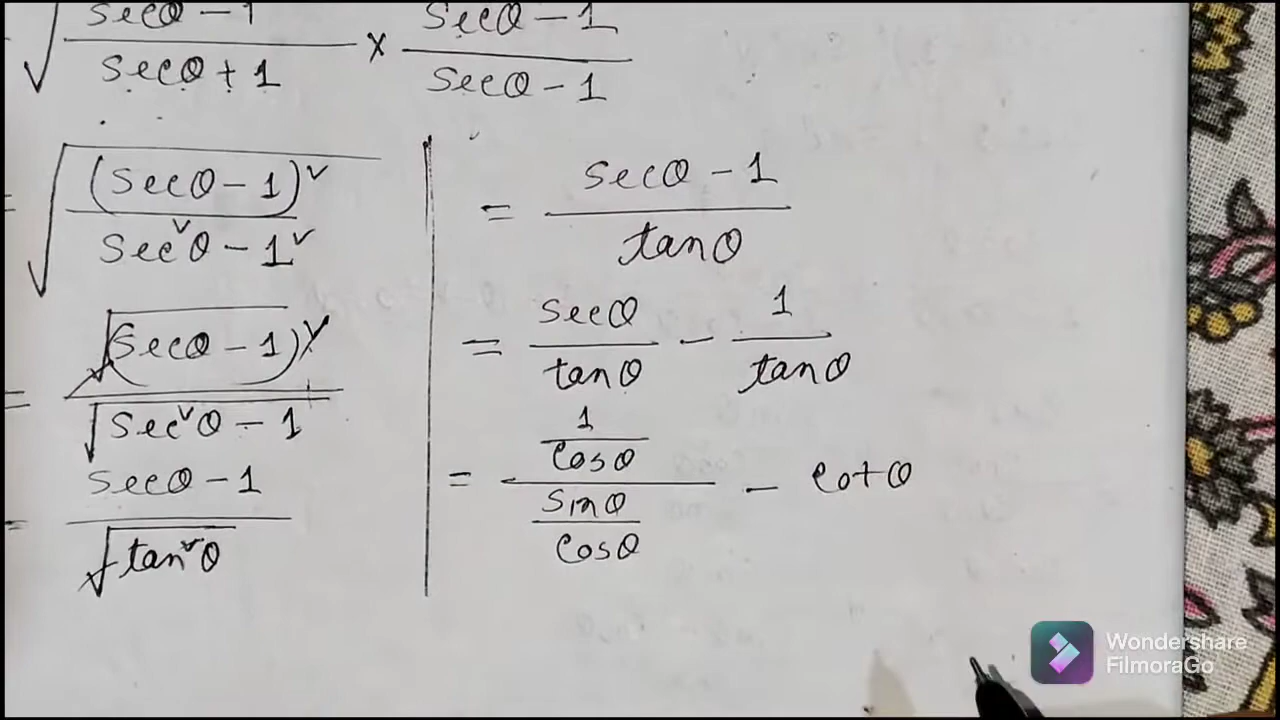 √(secθ - 1 / secθ + 1) × secθ - 1 / secθ - 1
= √((secθ - 1)² / sec²θ - 1²)
= √(secθ - 1)² / √sec²θ - 1
= secθ - 1 / √tan²θ
= secθ - 1 / tanθ
= secθ / tanθ - 1 / tanθ
= 1/cosθ / sinθ/cosθ - cotθ
Wondershare
FilmoraGo